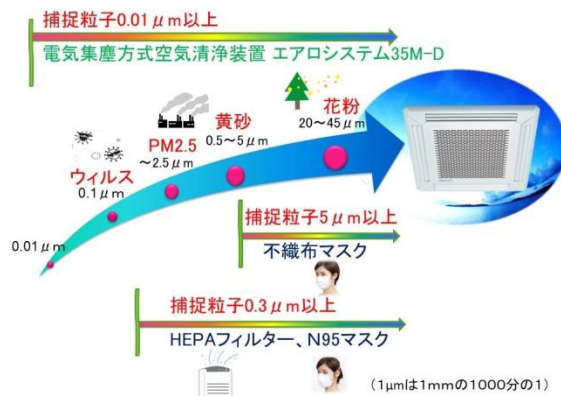 捕捉粒子0.01μm以上
電気集塵方式空気清浄装置 エアロシステム35M-D
花粉
20～45μm
黄砂
0.5～5μm
PM2.5
～2.5μm
ウィルス
0.1μm
0.01μm
捕捉粒子5μm以上
不織布マスク
捕捉粒子0.3μm以上
HEPAフィルター、N95マスク
（1μmは1mmの1000分の1）